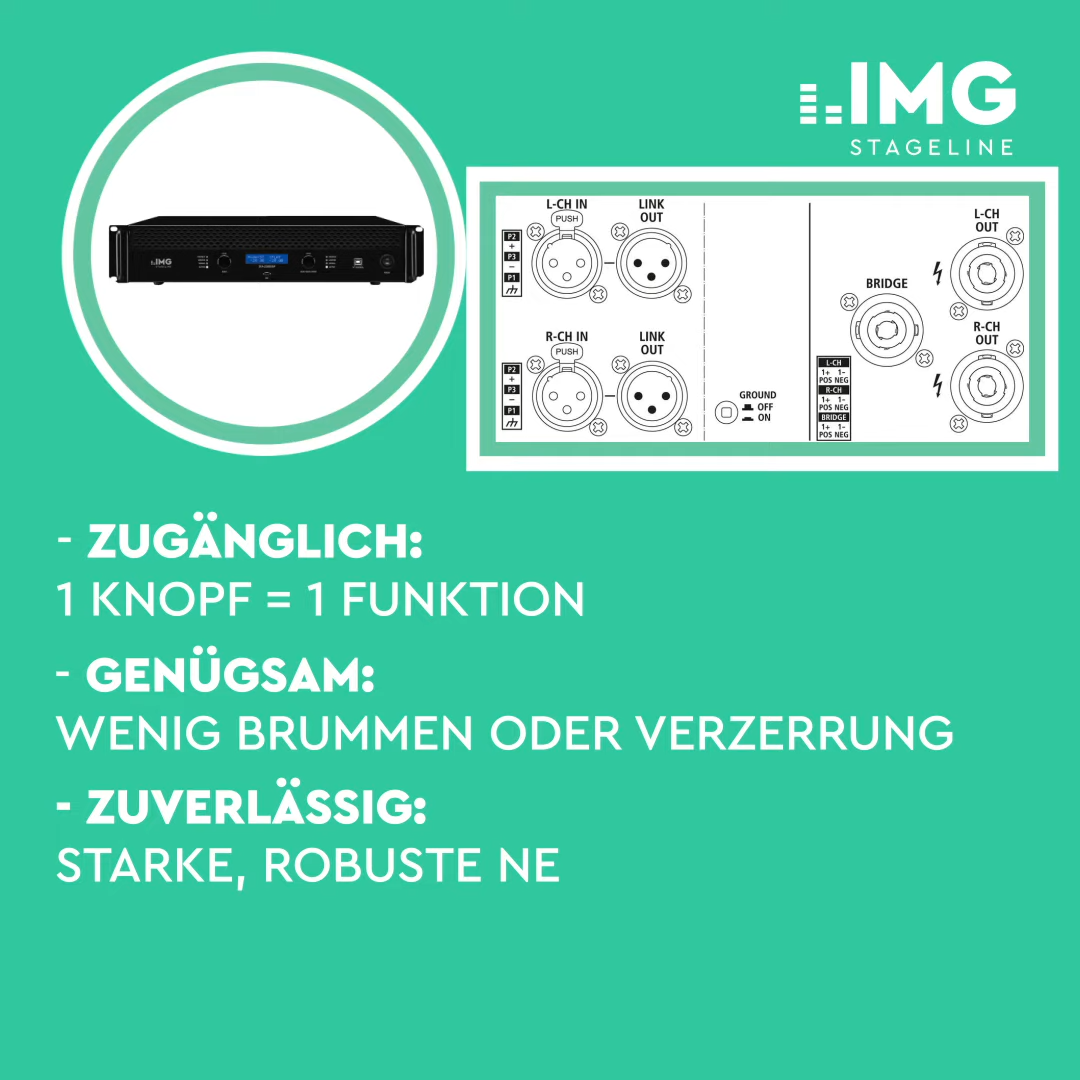 IMG
STAGELINE
IMG
L-CH IN
PUSH
LINK
OUT
P2
+
P3
−
P1
R-CH IN
PUSH
LINK
OUT
P2
+
P3
−
P1
GROUND
OFF
ON
BRIDGE
L-CH
OUT
R-CH
OUT
L-CH
1+ 1−
POS NEG
R-CH
1+ 1−
POS NEG
BRIDGE
1+ 1−
POS NEG
- ZUGÄNGLICH:
1 KNOPF = 1 FUNKTION
- GENÜGSAM:
WENIG BRUMMEN ODER VERZERRUNG
- ZUVERLÄSSIG:
STARKE, ROBUSTE NE